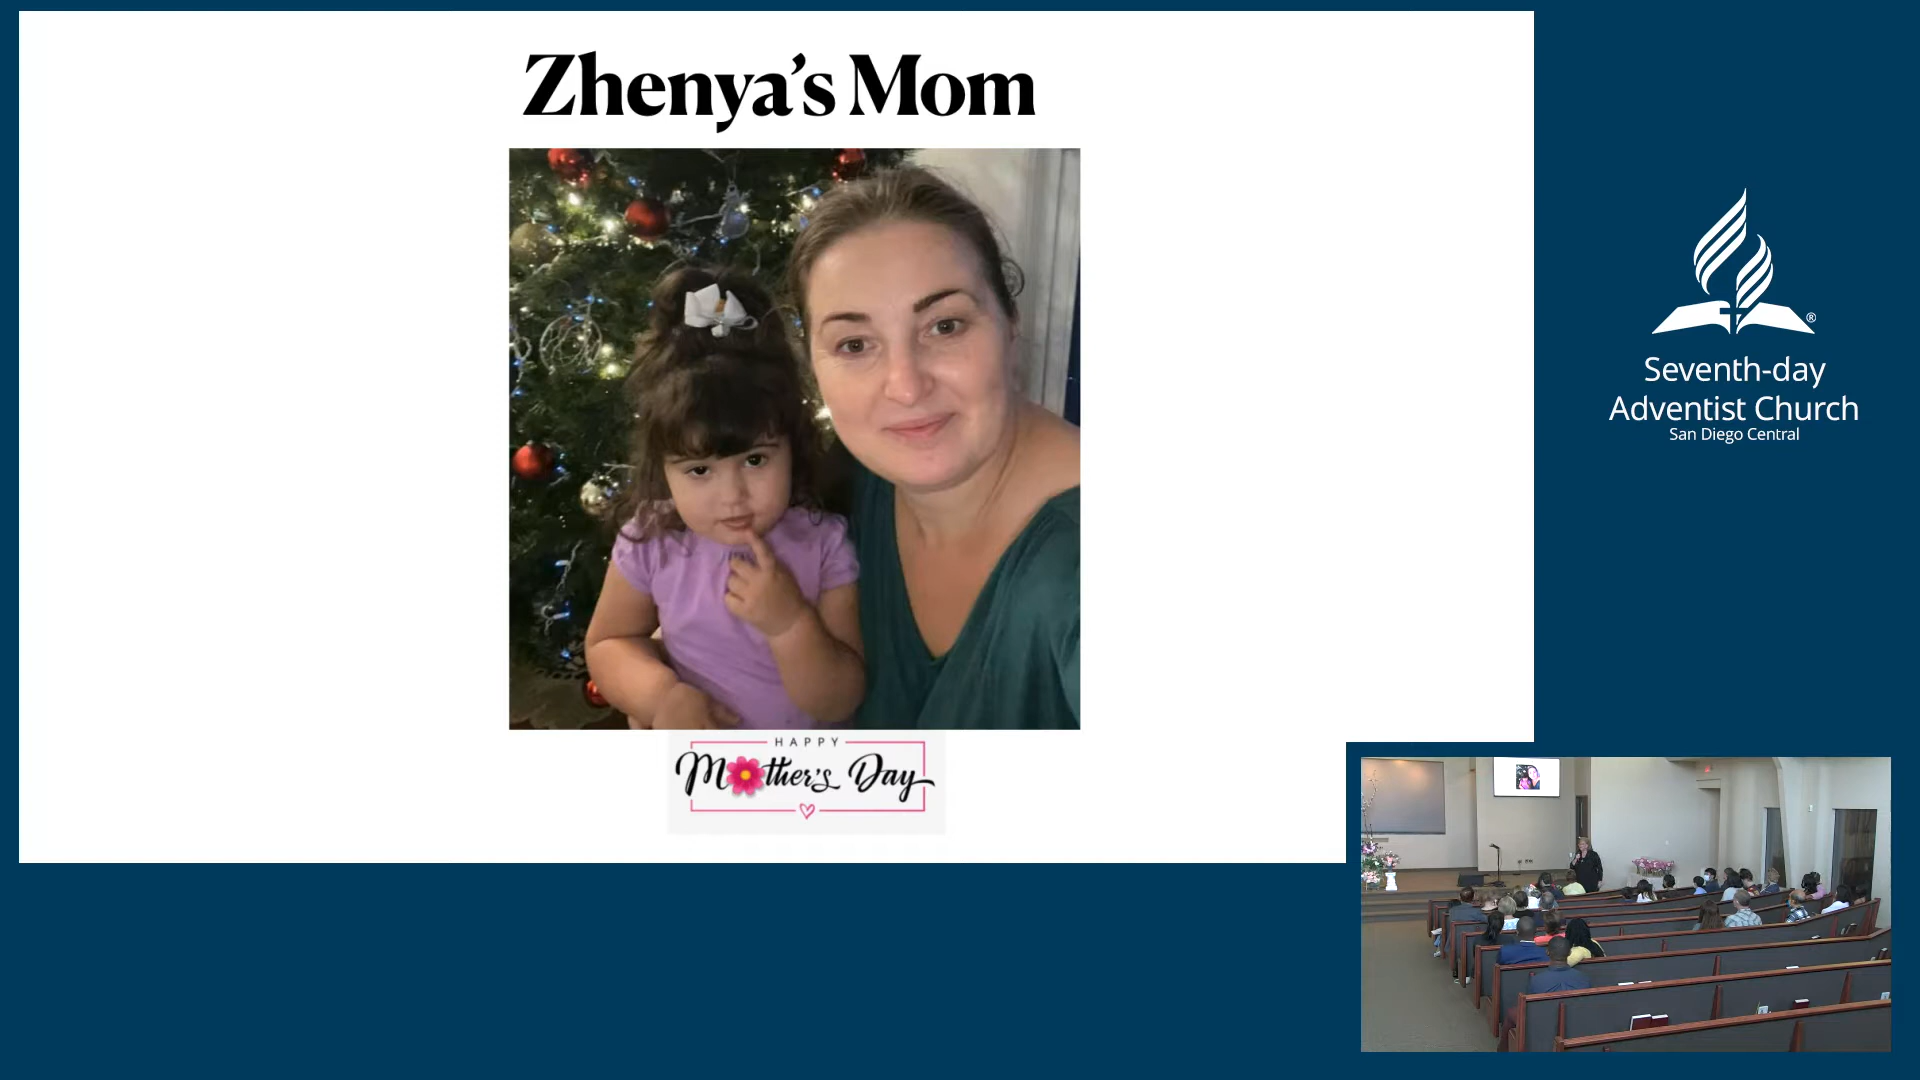 Zhenya's Mom
HAPPY
Mother's Day
®
Seventh-day
Adventist Church
San Diego Central